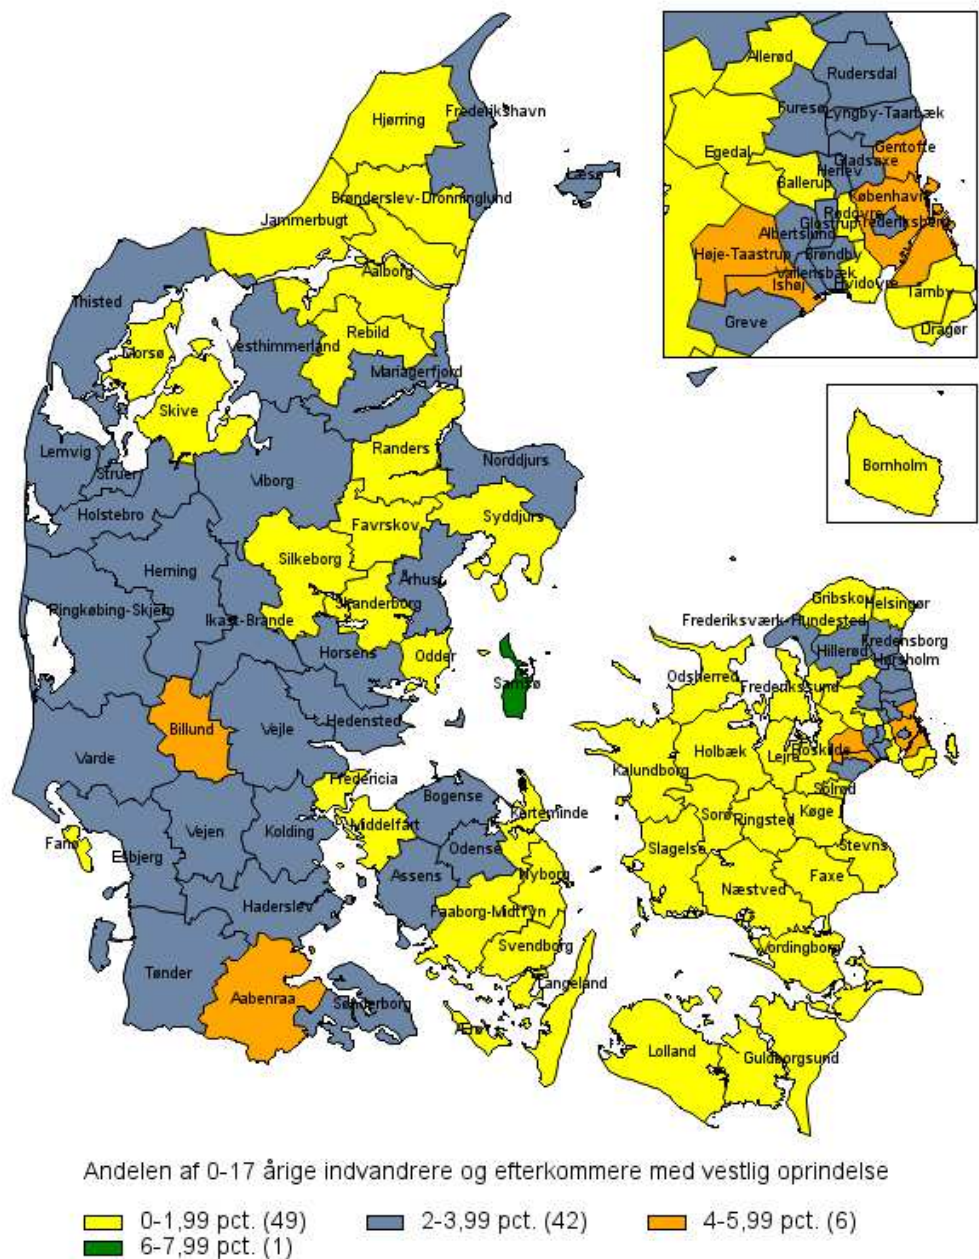 Hjørring
Frederikshavn
Læsø
Brønderslev-Dronninglund
Jammerbugt
Aalborg
Thisted
Vesthimmerland
Rebild
Morsø
Mariagerfjord
Skive
Randers
Lemvig
Struer
Viborg
Norddjurs
Holstebro
Favrskov
Syddjurs
Silkeborg
Herning
Århus
Skanderborg
Ringkøbing-Skjern
Ikast-Brande
Horsens
Odder
Samsø
Billund
Vejle
Hedensted
Varde
Fredericia
Bogense
Kerteminde
Middelfart
Vejen
Kolding
Odense
Fanø
Esbjerg
Assens
Nyborg
Haderslev
Faaborg-Midtfyn
Svendborg
Tønder
Langeland
Aabenraa
Sønderborg
Ærø
Allerød
Rudersdal
Furesø
Lyngby-Taarbæk
Egedal
Gentofte
Gladsaxe
Herlev
Ballerup
København
Rødovre
Glostrup
Frederiksberg
Albertslund
Høje-Taastrup
Brøndby
Vallensbæk
Ishøj
Hvidovre
Tårnby
Greve
Dragør
Bornholm
Gribskov
Helsingør
Frederiksværk-Hundested
Fredensborg
Hillerød
Hørsholm
Odsherred
Frederikssund
Holbæk
Roskilde
Lejre
Kalundborg
Solrød
Sorø
Ringsted
Køge
Slagelse
Stevns
Næstved
Faxe
Vordingborg
Lolland
Guldborgsund
Andelen af 0-17 årige indvandrere og efterkommere med vestlig oprindelse
0-1,99 pct. (49) 2-3,99 pct. (42) 4-5,99 pct. (6)
6-7,99 pct. (1)